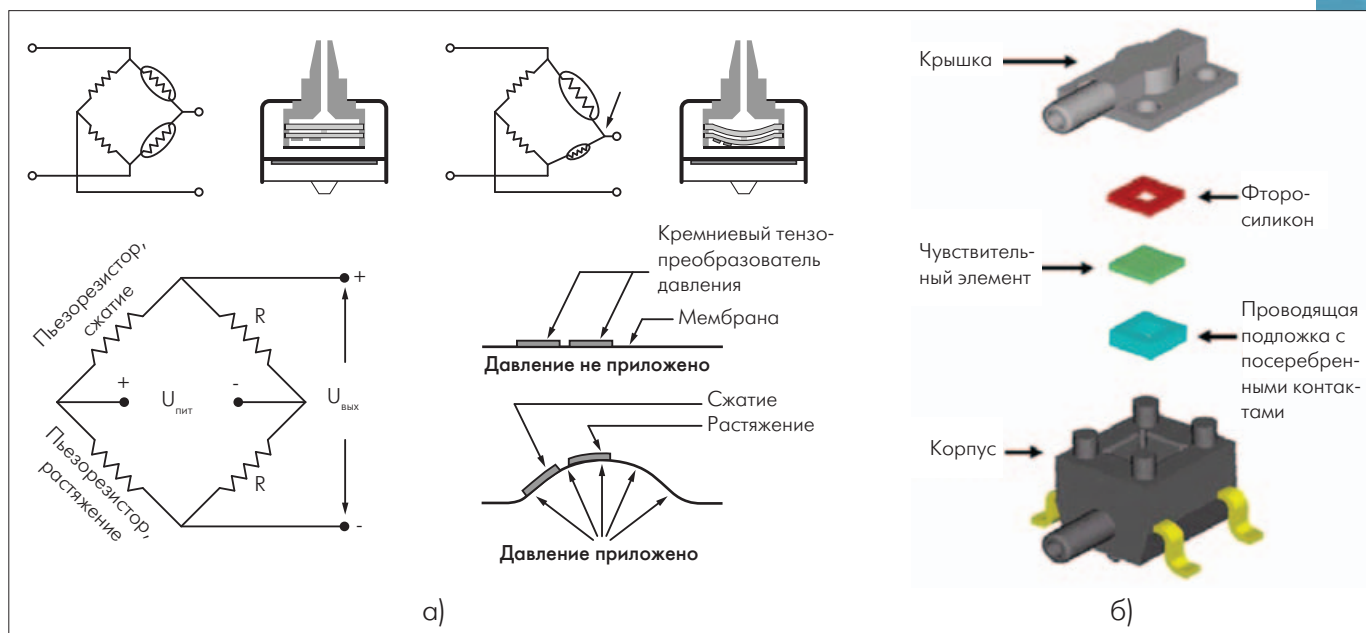 Кремниевый тензо-
преобразователь
давления
Мембрана
Давление не приложено
Сжатие
Растяжение
Давление приложено
Пьезорезистор,
сжатие
R
+
+
-
U пит
U вых
Пьезорезистор,
растяжение
R
-
а)
Крышка
Фторо-
силикон
Чувствитель-
ный элемент
Проводящая
подложка с
посеребрен-
ными контак-
тами
Корпус
б)